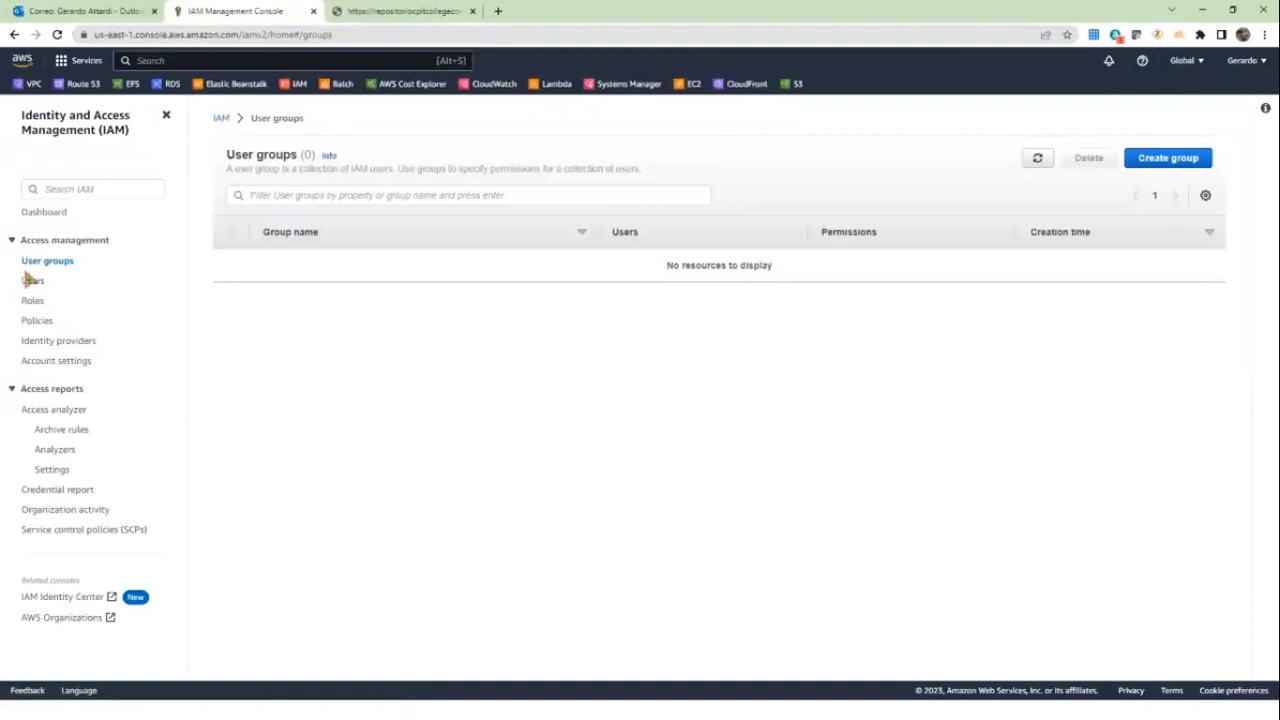 Correo: Gerardo Attardi - Outlo
IAM Management Console
https://repositoriocpitcollegecor
us-east-1.console.aws.amazon.com/iamv2/home#/groups
aws
Services
Search
[Alt+S]
Global
Gerardo
VPC
Route 53
EFS
RDS
Elastic Beanstalk
IAM
Batch
AWS Cost Explorer
CloudWatch
Lambda
Systems Manager
EC2
CloudFront
S3
Identity and Access
Management (IAM)
Search IAM
Dashboard
Access management
User groups
Users
Roles
Policies
Identity providers
Account settings
Access reports
Access analyzer
Archive rules
Analyzers
Settings
Credential report
Organization activity
Service control policies (SCPs)
Related consoles
IAM Identity Center
New
AWS Organizations
IAM > User groups
User groups (0) Info
A user group is a collection of IAM users. Use groups to specify permissions for a collection of users.
Delete
Create group
Filter User groups by property or group name and press enter
1
Group name
Users
Permissions
Creation time
No resources to display
Feedback
Language
© 2023, Amazon Web Services, Inc. or its affiliates.
Privacy
Terms
Cookie preferences